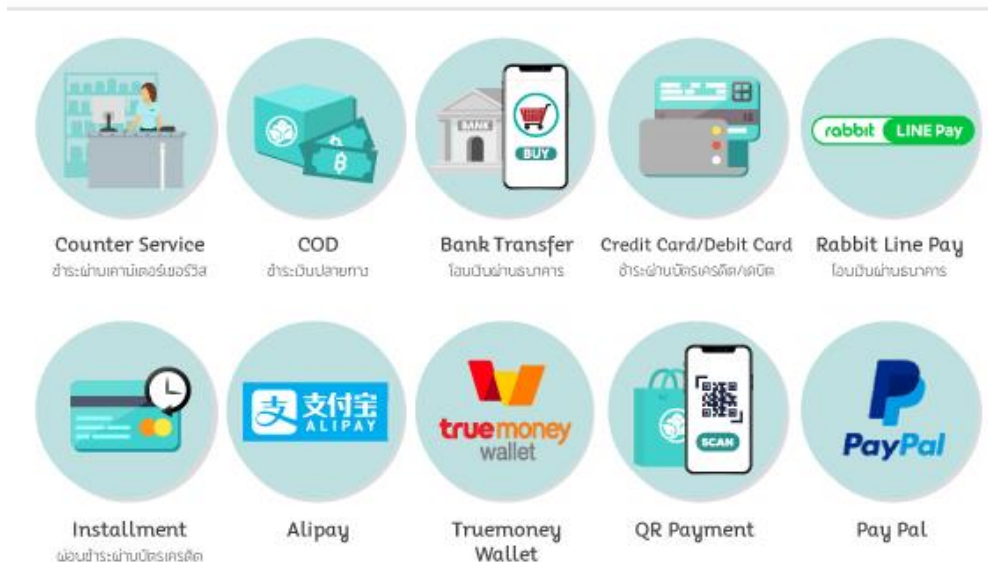 BANK
BUY
rabbit LINE Pay
Counter Service
COD
Bank Transfer
Credit Card/Debit Card
Rabbit Line Pay
ชำระผ่านเคาน์เตอร์เซอร์วิส
ชำระเงินปลายทาง
โอนเงินผ่านธนาคาร
ชำระผ่านบัตรเครดิต/เดบิต
โอนเงินผ่านธนาคาร
支 支付宝
ALIPAY
truemoney
wallet
SCAN
PayPal
Installment
Alipay
Truemoney
Wallet
QR Payment
Pay Pal
ผ่อนชำระผ่านบัตรเครดิต